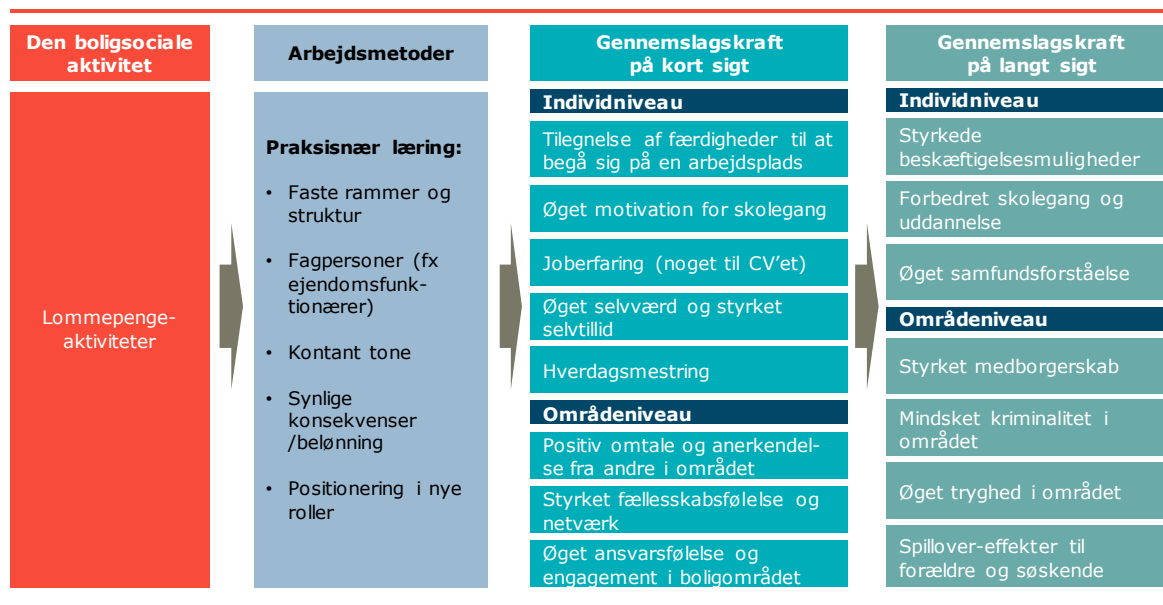 Den boligsociale
aktivitet
Lommepenge-
aktiviteter
Arbejdsmetoder
Praksisnær læring:
• Faste rammer og
struktur
• Fagpersoner (fx
ejendomsfunk-
tionærer)
• Kontant tone
• Synlige
konsekvenser
/belønning
• Positionering i nye
roller
Gennemslagskraft
på kort sigt
Individniveau
Tilegnelse af færdigheder til at
begå sig på en arbejdsplads
Øget motivation for skolegang
Joberfaring (noget til CV’et)
Øget selvværd og styrket
selvtillid
Hverdagsmestring
Områdeniveau
Positiv omtale og anerkendel-
se fra andre i området
Styrket fællesskabsfølelse og
netværk
Øget ansvarsfølelse og
engagement i boligområdet
Gennemslagskraft
på langt sigt
Individniveau
Styrkede
beskæftigelsesmuligheder
Forbedret skolegang og
uddannelse
Øget samfundsforståelse
Områdeniveau
Styrket medborgerskab
Mindsket kriminalitet i
området
Øget tryghed i området
Spillover-effekter til
forældre og søskende